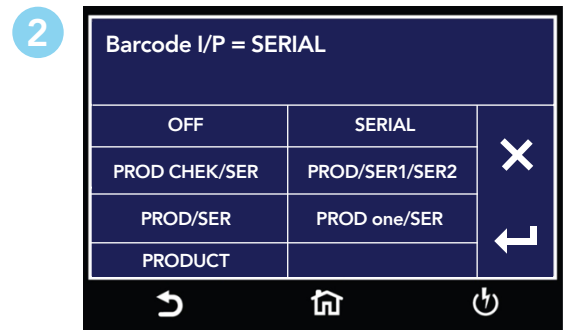 2
Barcode I/P = SERIAL
OFF SERIAL
PROD CHEK/SER PROD/SER1/SER2
PROD/SER PROD one/SER
PRODUCT